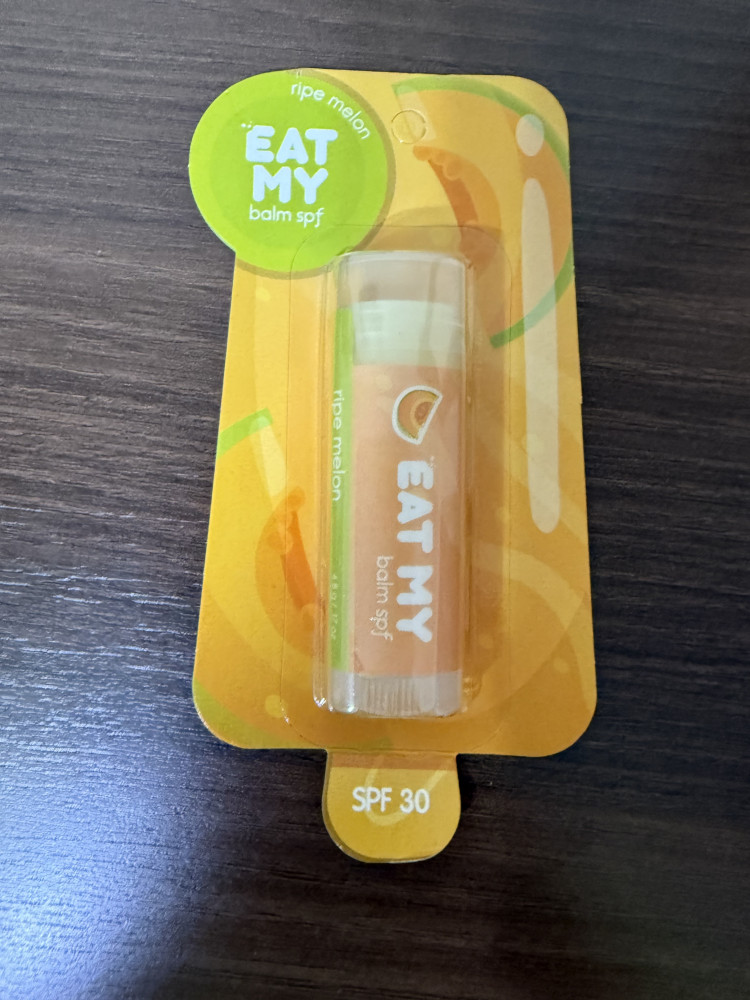 ripe melon
EAT
MY
balm spf
ripe melon
EAT MY
balm spf
SPF 30